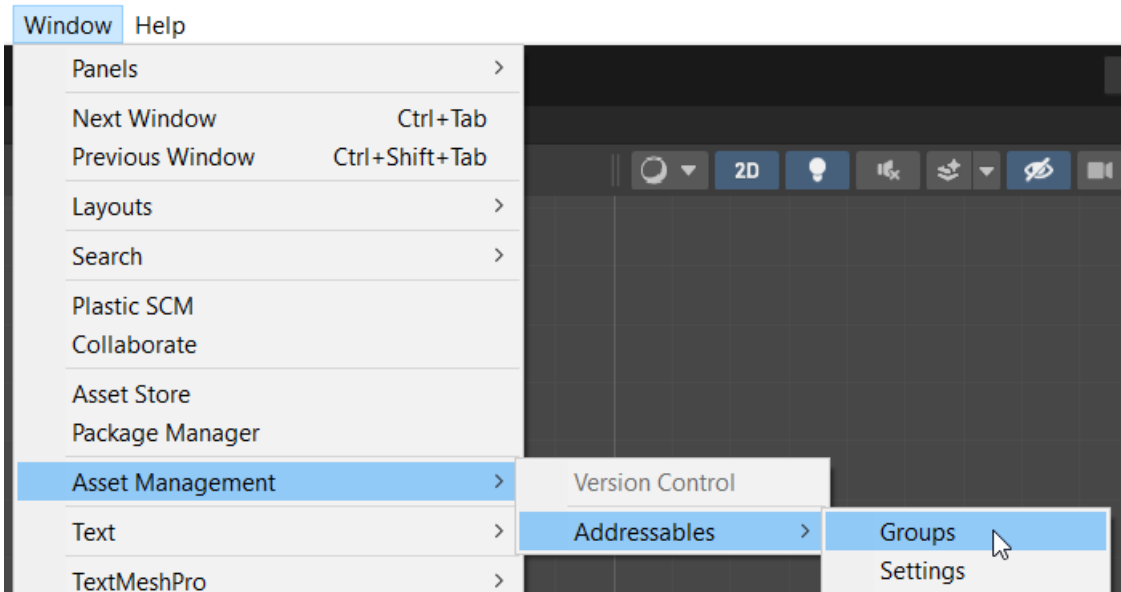 Window Help
Panels
Next Window Ctrl+Tab
Previous Window Ctrl+Shift+Tab
2D
Layouts
Search
Plastic SCM
Collaborate
Asset Store
Package Manager
Asset Management
Version Control
Text
Addressables
Groups
TextMeshPro
Settings